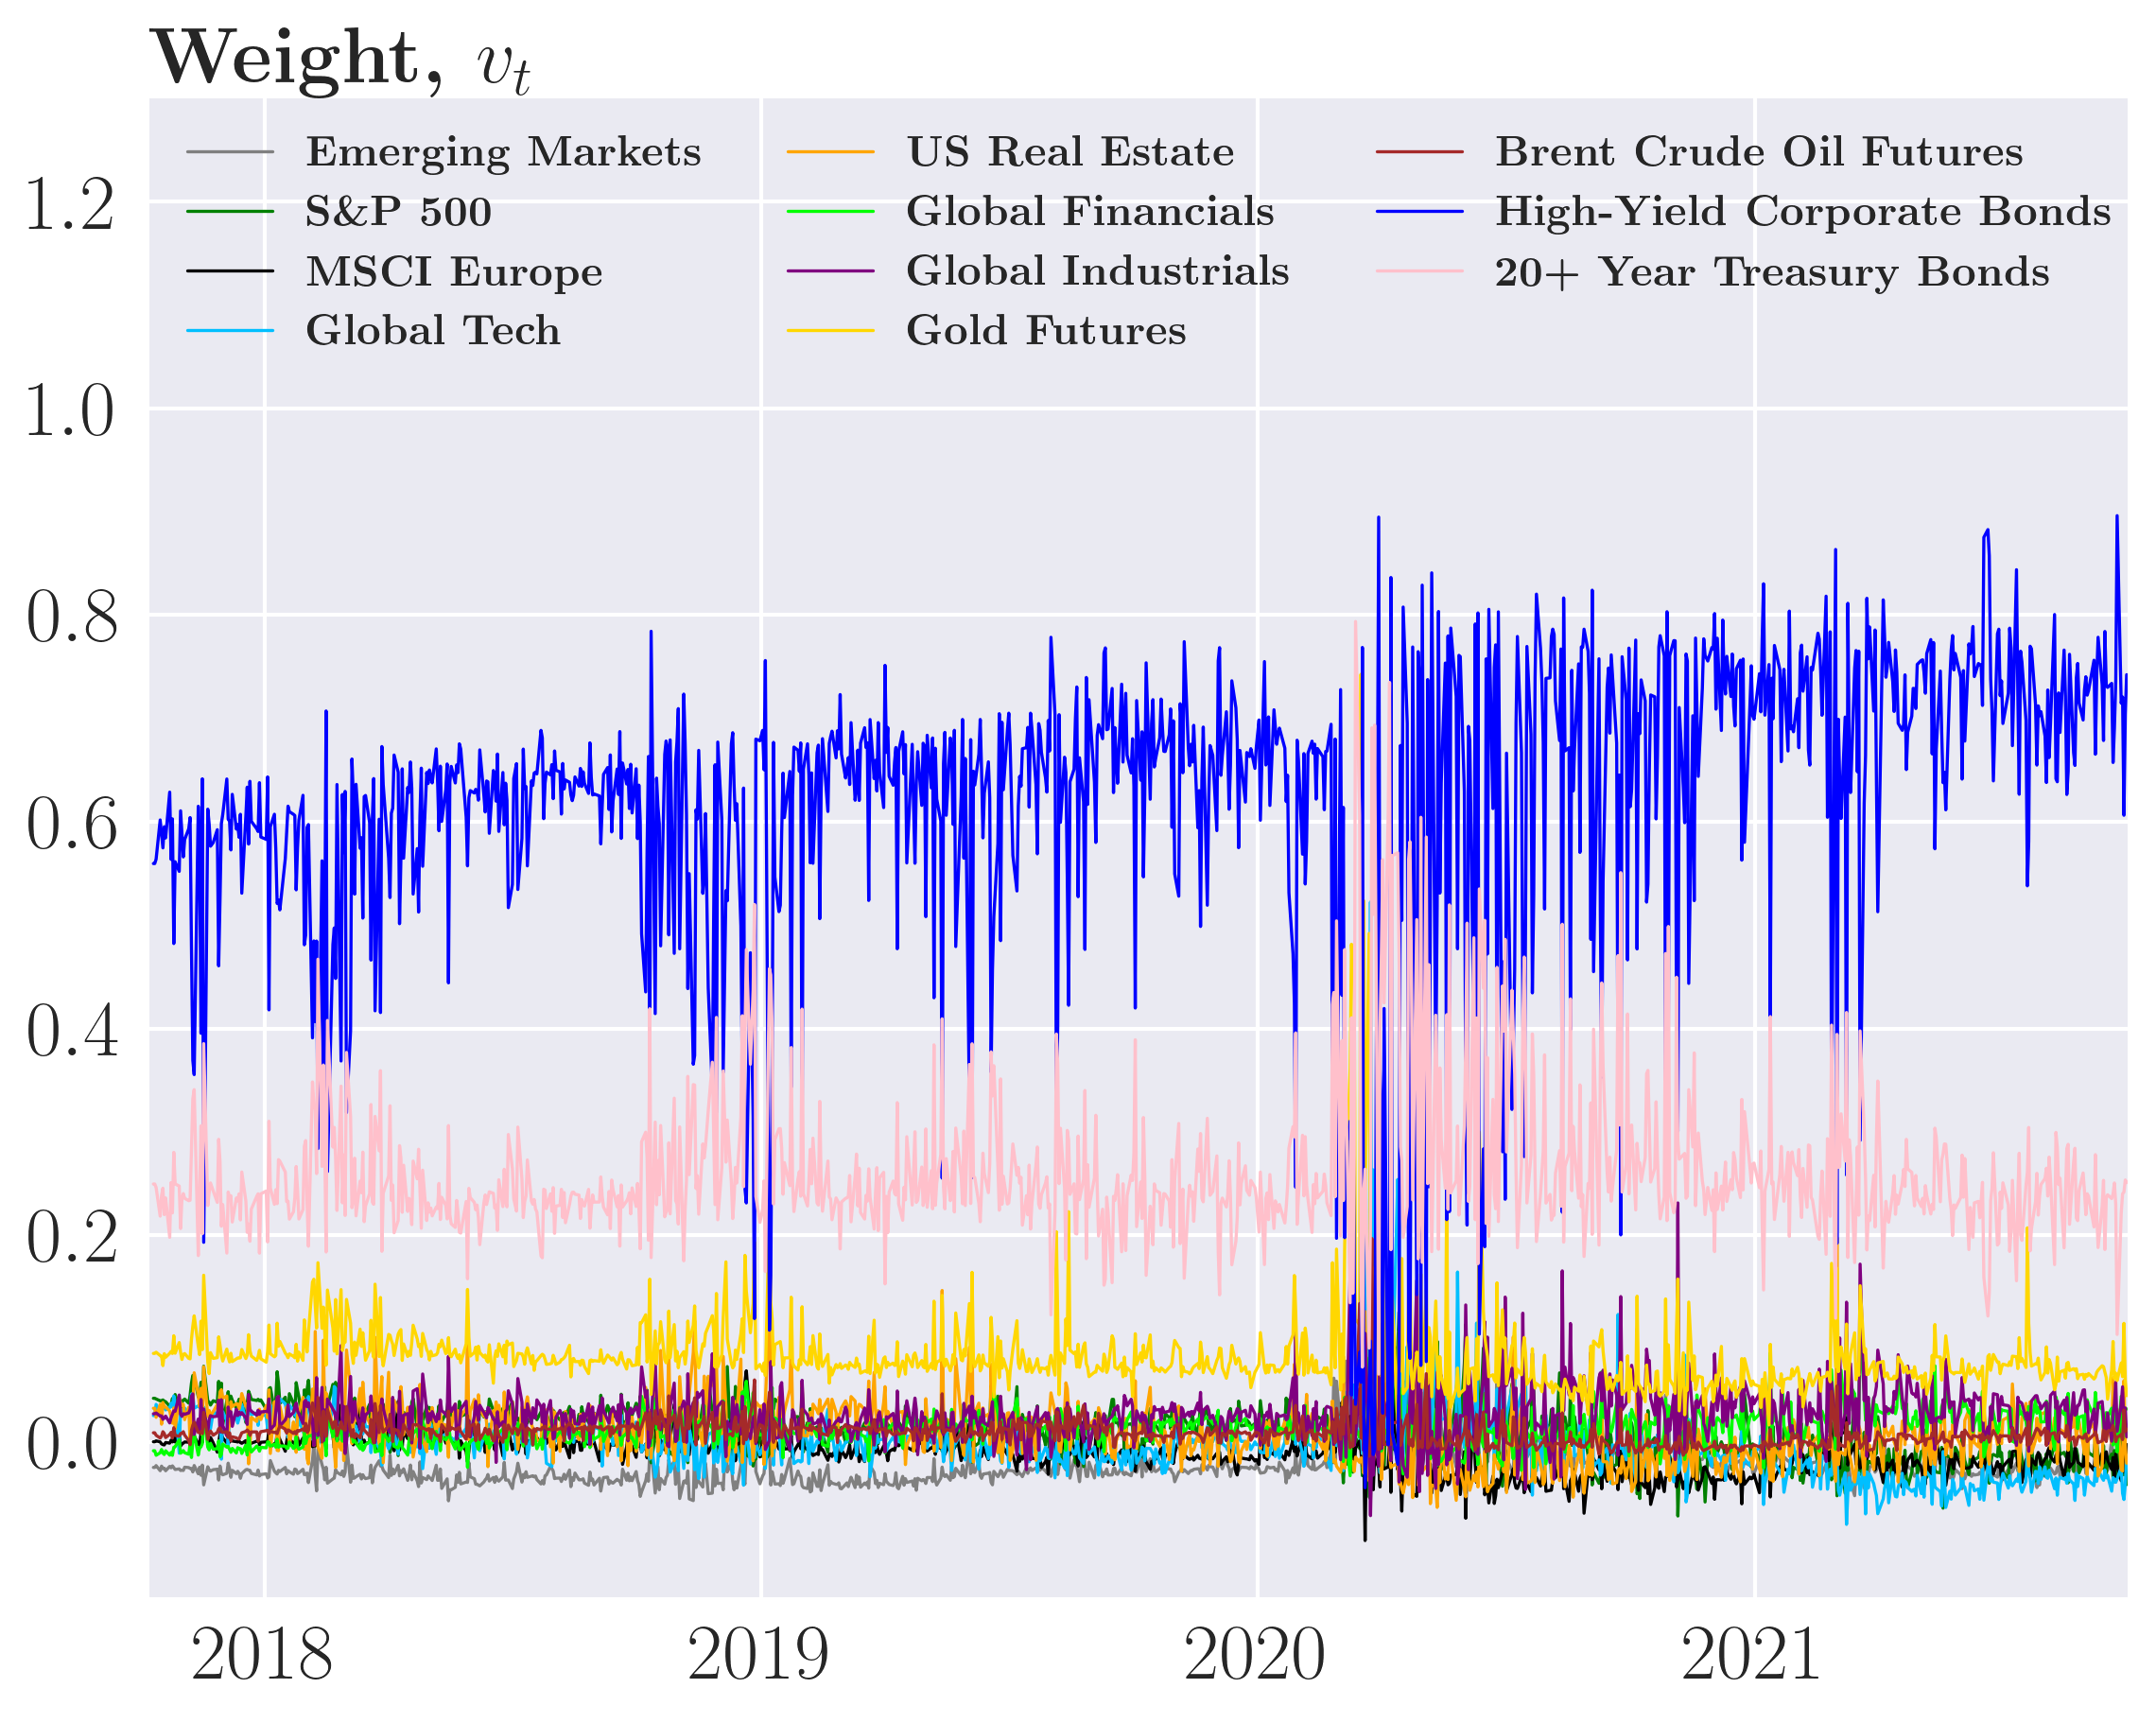 Weight, v_t
Emerging Markets
S&P 500
MSCI Europe
Global Tech
US Real Estate
Global Financials
Global Industrials
Gold Futures
Brent Crude Oil Futures
High-Yield Corporate Bonds
20+ Year Treasury Bonds
1.2
1.0
0.8
0.6
0.4
0.2
0.0
2018 2019 2020 2021